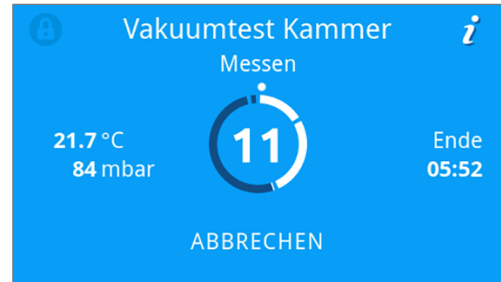 Vakuumtest Kammer
i
Messen
21.7 °C
84 mbar
11
Ende
05:52
ABBRECHEN